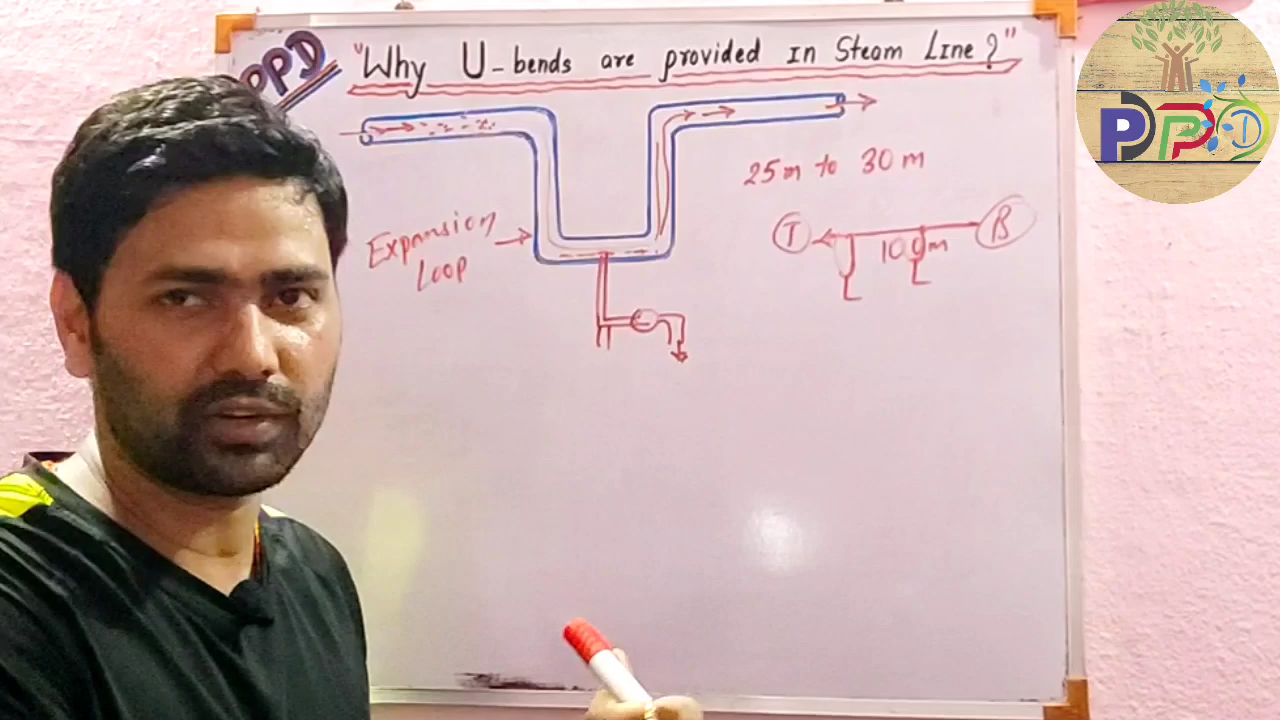 PPD
"Why U-bends are provided in Steam Line?"
25m to 30m
Expansion
Loop
T
100m
B
PPD